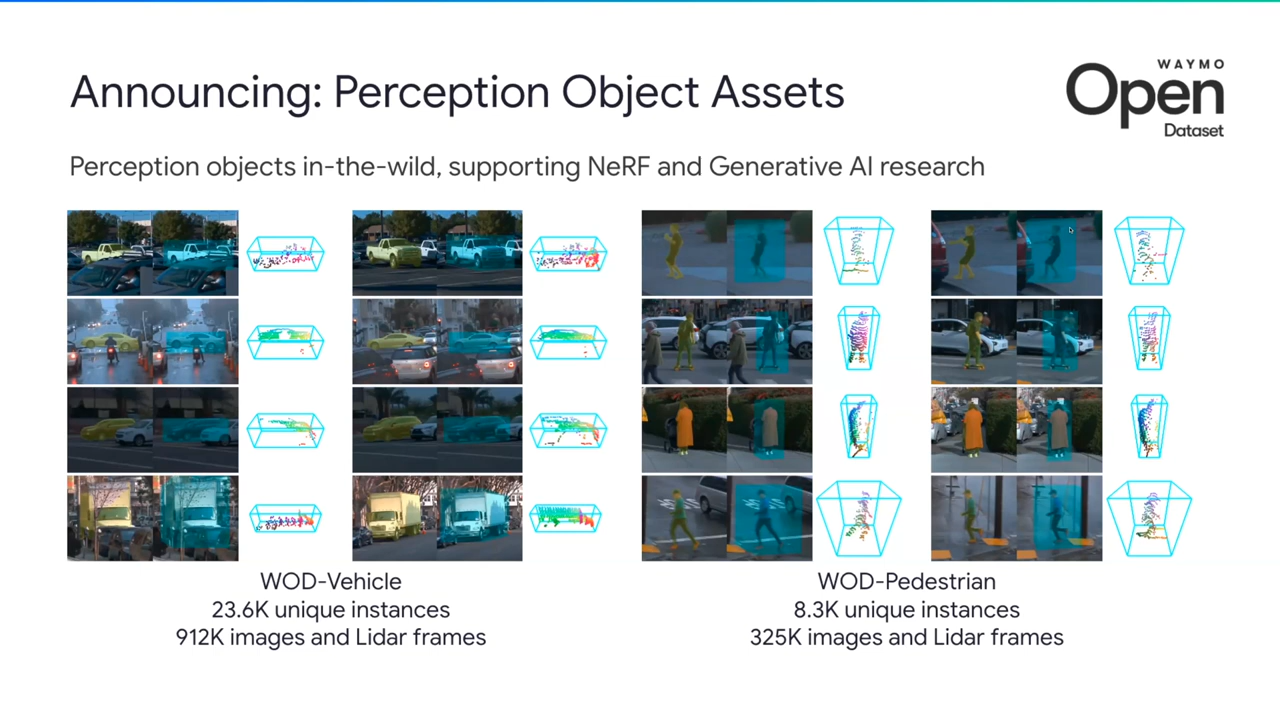 Announcing: Perception Object Assets
WAYMO
Open
Dataset
Perception objects in-the-wild, supporting NeRF and Generative AI research
WOD-Vehicle
23.6K unique instances
912K images and Lidar frames
WOD-Pedestrian
8.3K unique instances
325K images and Lidar frames